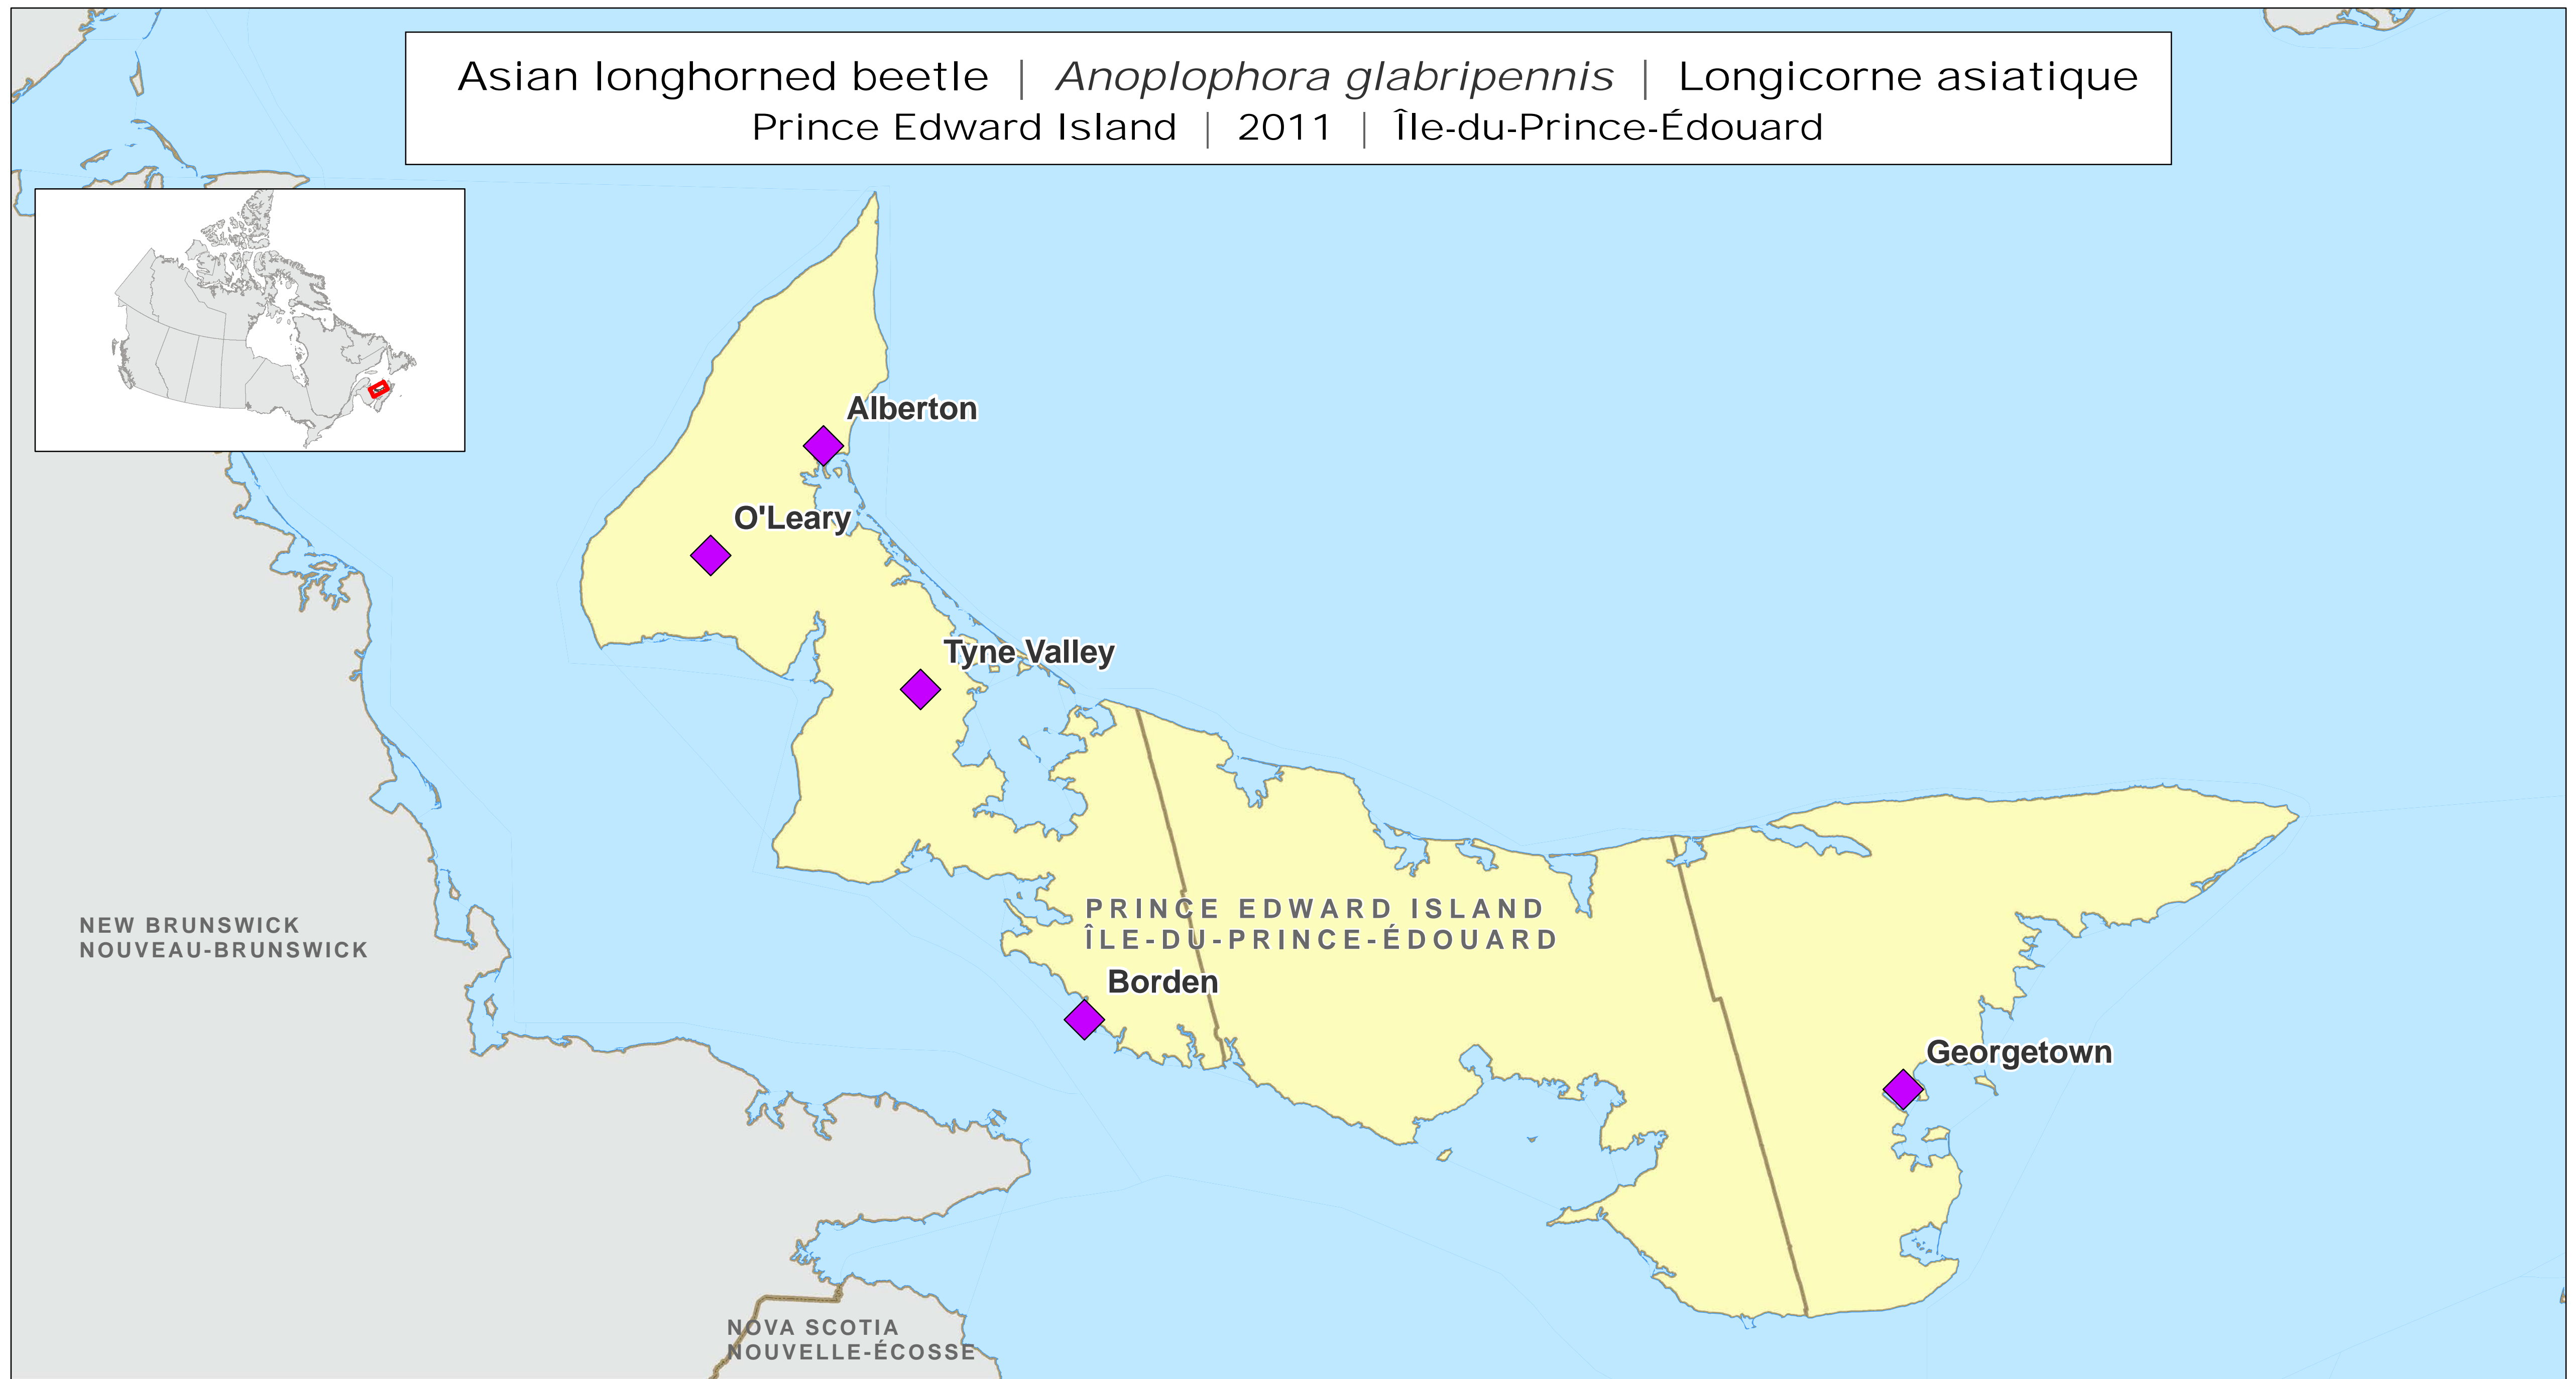 Asian longhorned beetle | Anoplophora glabripennis | Longicorne asiatique
Prince Edward Island | 2011 | Île-du-Prince-Édouard
Alberton
O'Leary
Tyne Valley
PRINCE EDWARD ISLAND
ÎLE-DU-PRINCE-ÉDOUARD
NEW BRUNSWICK
NOUVEAU-BRUNSWICK
Borden
Georgetown
NOVA SCOTIA
NOUVELLE-ÉCOSSE